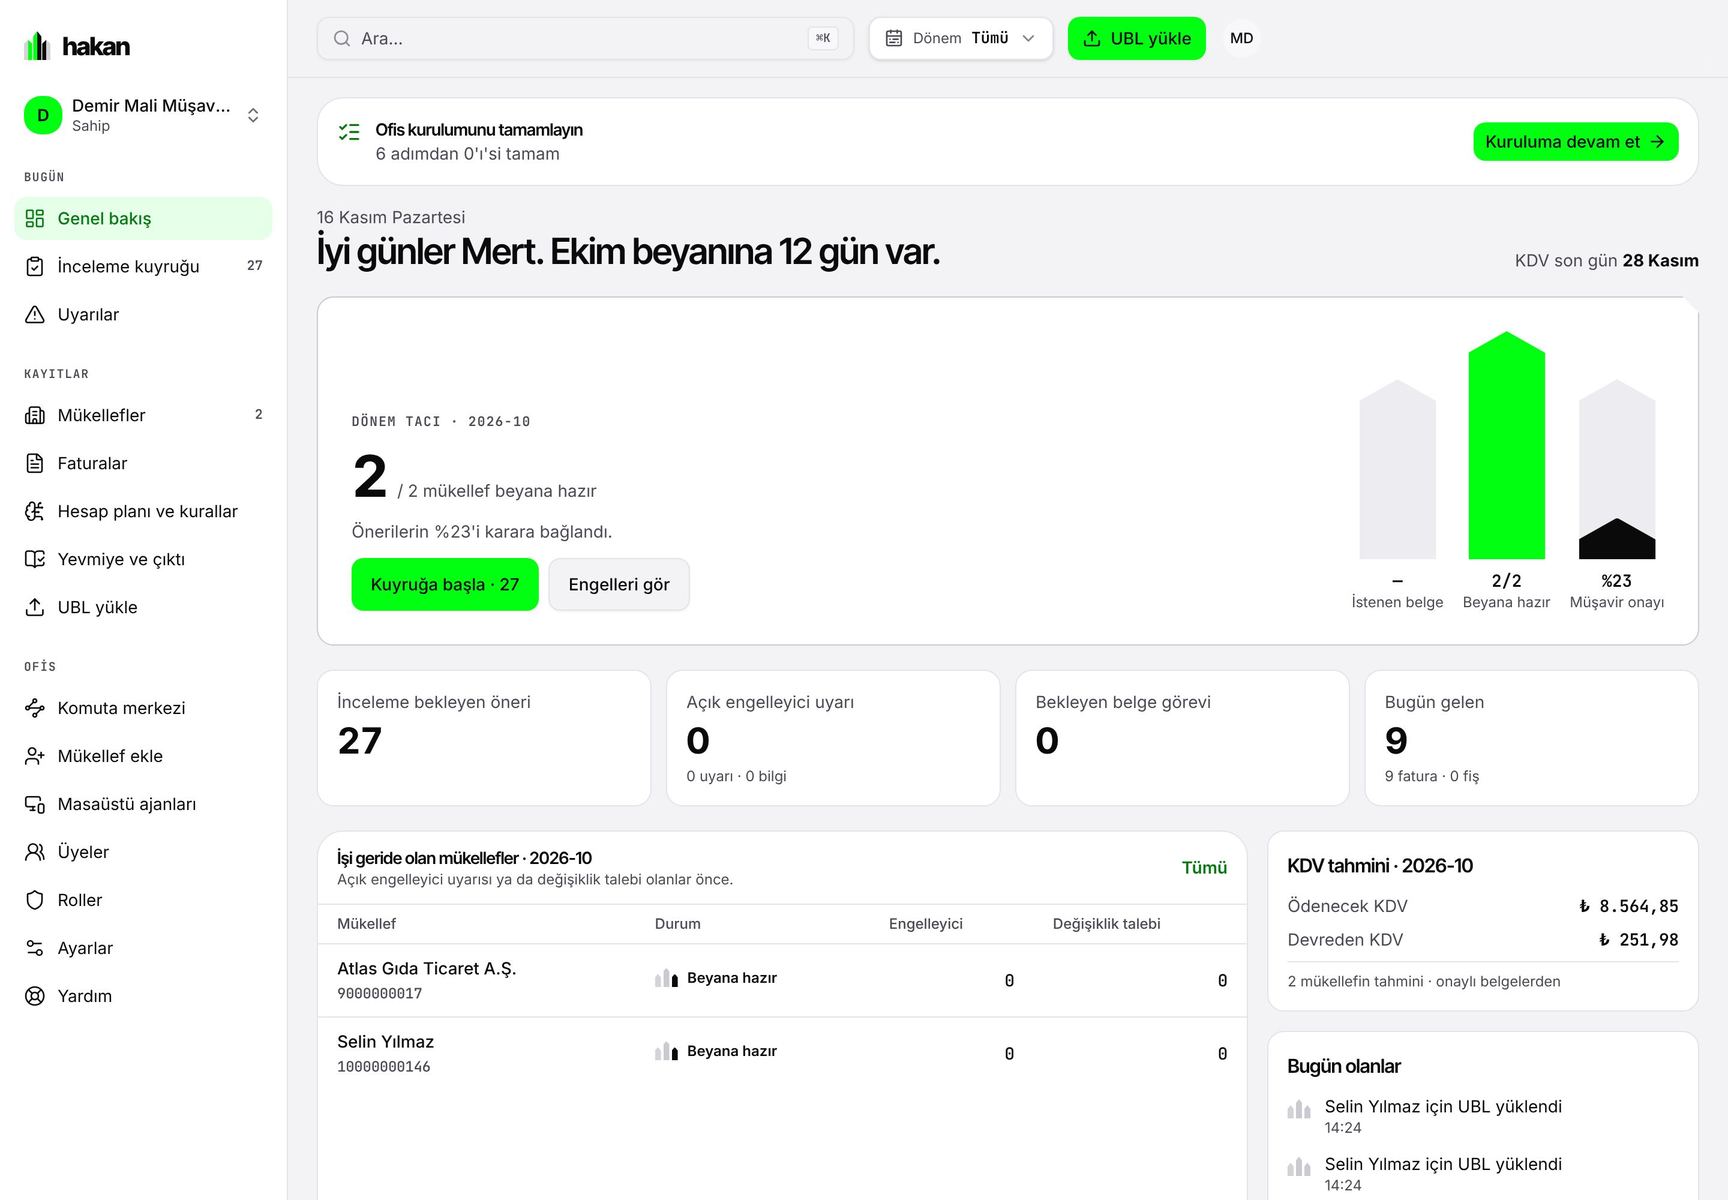 hakan
Ara...
⌘K
Dönem Tümü
UBL yükle
MD
D
Demir Mali Müşav...
Sahip
BUGÜN
Genel bakış
İnceleme kuyruğu 27
Uyarılar
KAYITLAR
Mükellefler 2
Faturalar
Hesap planı ve kurallar
Yevmiye ve çıktı
UBL yükle
OFİS
Komuta merkezi
Mükellef ekle
Masaüstü ajanları
Üyeler
Roller
Ayarlar
Yardım
Ofis kurulumunu tamamlayın
6 adımdan 0'ı'si tamam
Kuruluma devam et
16 Kasım Pazartesi
İyi günler Mert. Ekim beyanına 12 gün var.
KDV son gün 28 Kasım
DÖNEM TACI · 2026-10
2 / 2 mükellef beyana hazır
Önerilerin %23'i karara bağlandı.
Kuyruğa başla · 27
Engelleri gör
– 2/2 %23
İstenen belge Beyana hazır Müşavir onayı
İnceleme bekleyen öneri
27
Açık engelleyici uyarı
0
0 uyarı · 0 bilgi
Bekleyen belge görevi
0
Bugün gelen
9
9 fatura · 0 fiş
İşi geride olan mükellefler · 2026-10
Açık engelleyici uyarısı ya da değişiklik talebi olanlar önce.
Tümü
Mükellef Durum Engelleyici Değişiklik talebi
Atlas Gıda Ticaret A.Ş.
9000000017
Beyana hazır 0 0
Selin Yılmaz
10000000146
Beyana hazır 0 0
KDV tahmini · 2026-10
Ödenecek KDV ₺ 8.564,85
Devreden KDV ₺ 251,98
2 mükellefin tahmini · onaylı belgelerden
Bugün olanlar
Selin Yılmaz için UBL yüklendi
14:24
Selin Yılmaz için UBL yüklendi
14:24